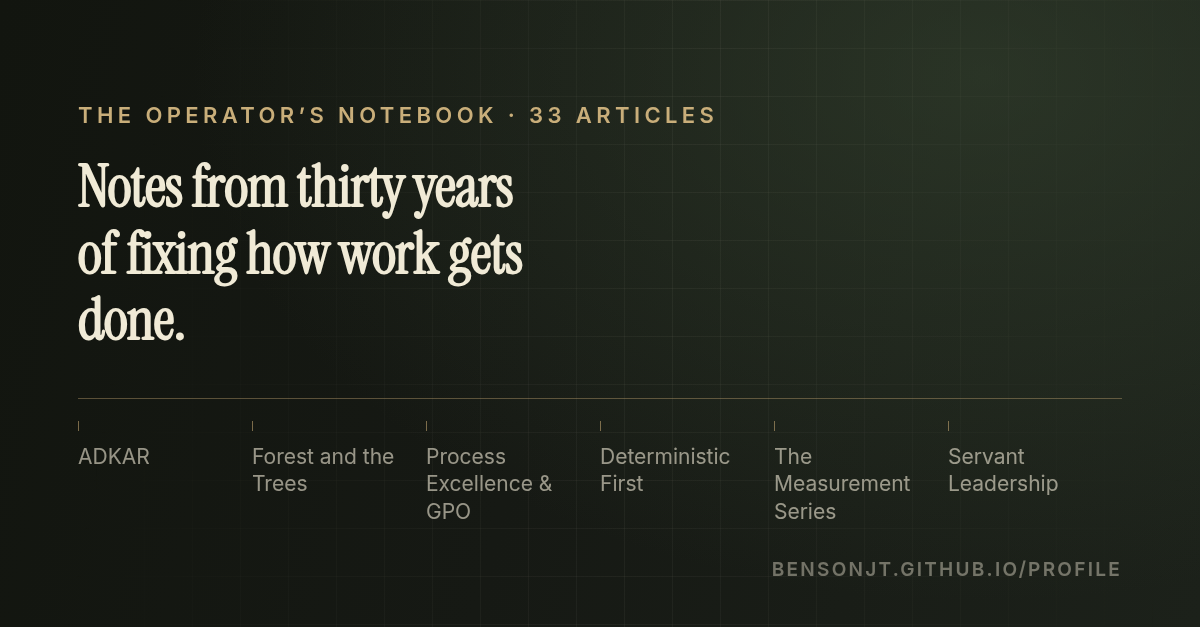 THE OPERATOR’S NOTEBOOK · 33 ARTICLES
Notes from thirty years
of fixing how work gets
done.
ADKAR
Forest and the
Trees
Process
Excellence &
GPO
Deterministic
First
The
Measurement
Series
Servant
Leadership
BENSONJT.GITHUB.IO/PROFILE